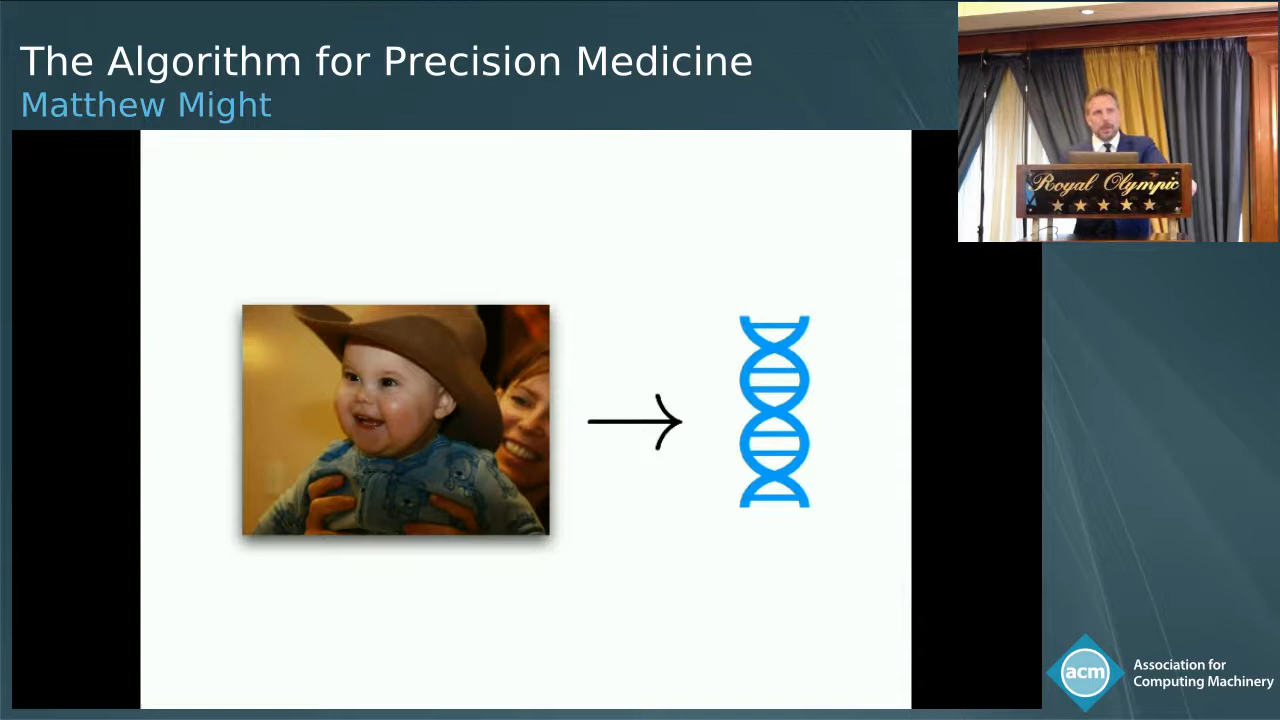 The Algorithm for Precision Medicine
Matthew Might
Royal Olympic
acm
Association for
Computing Machinery